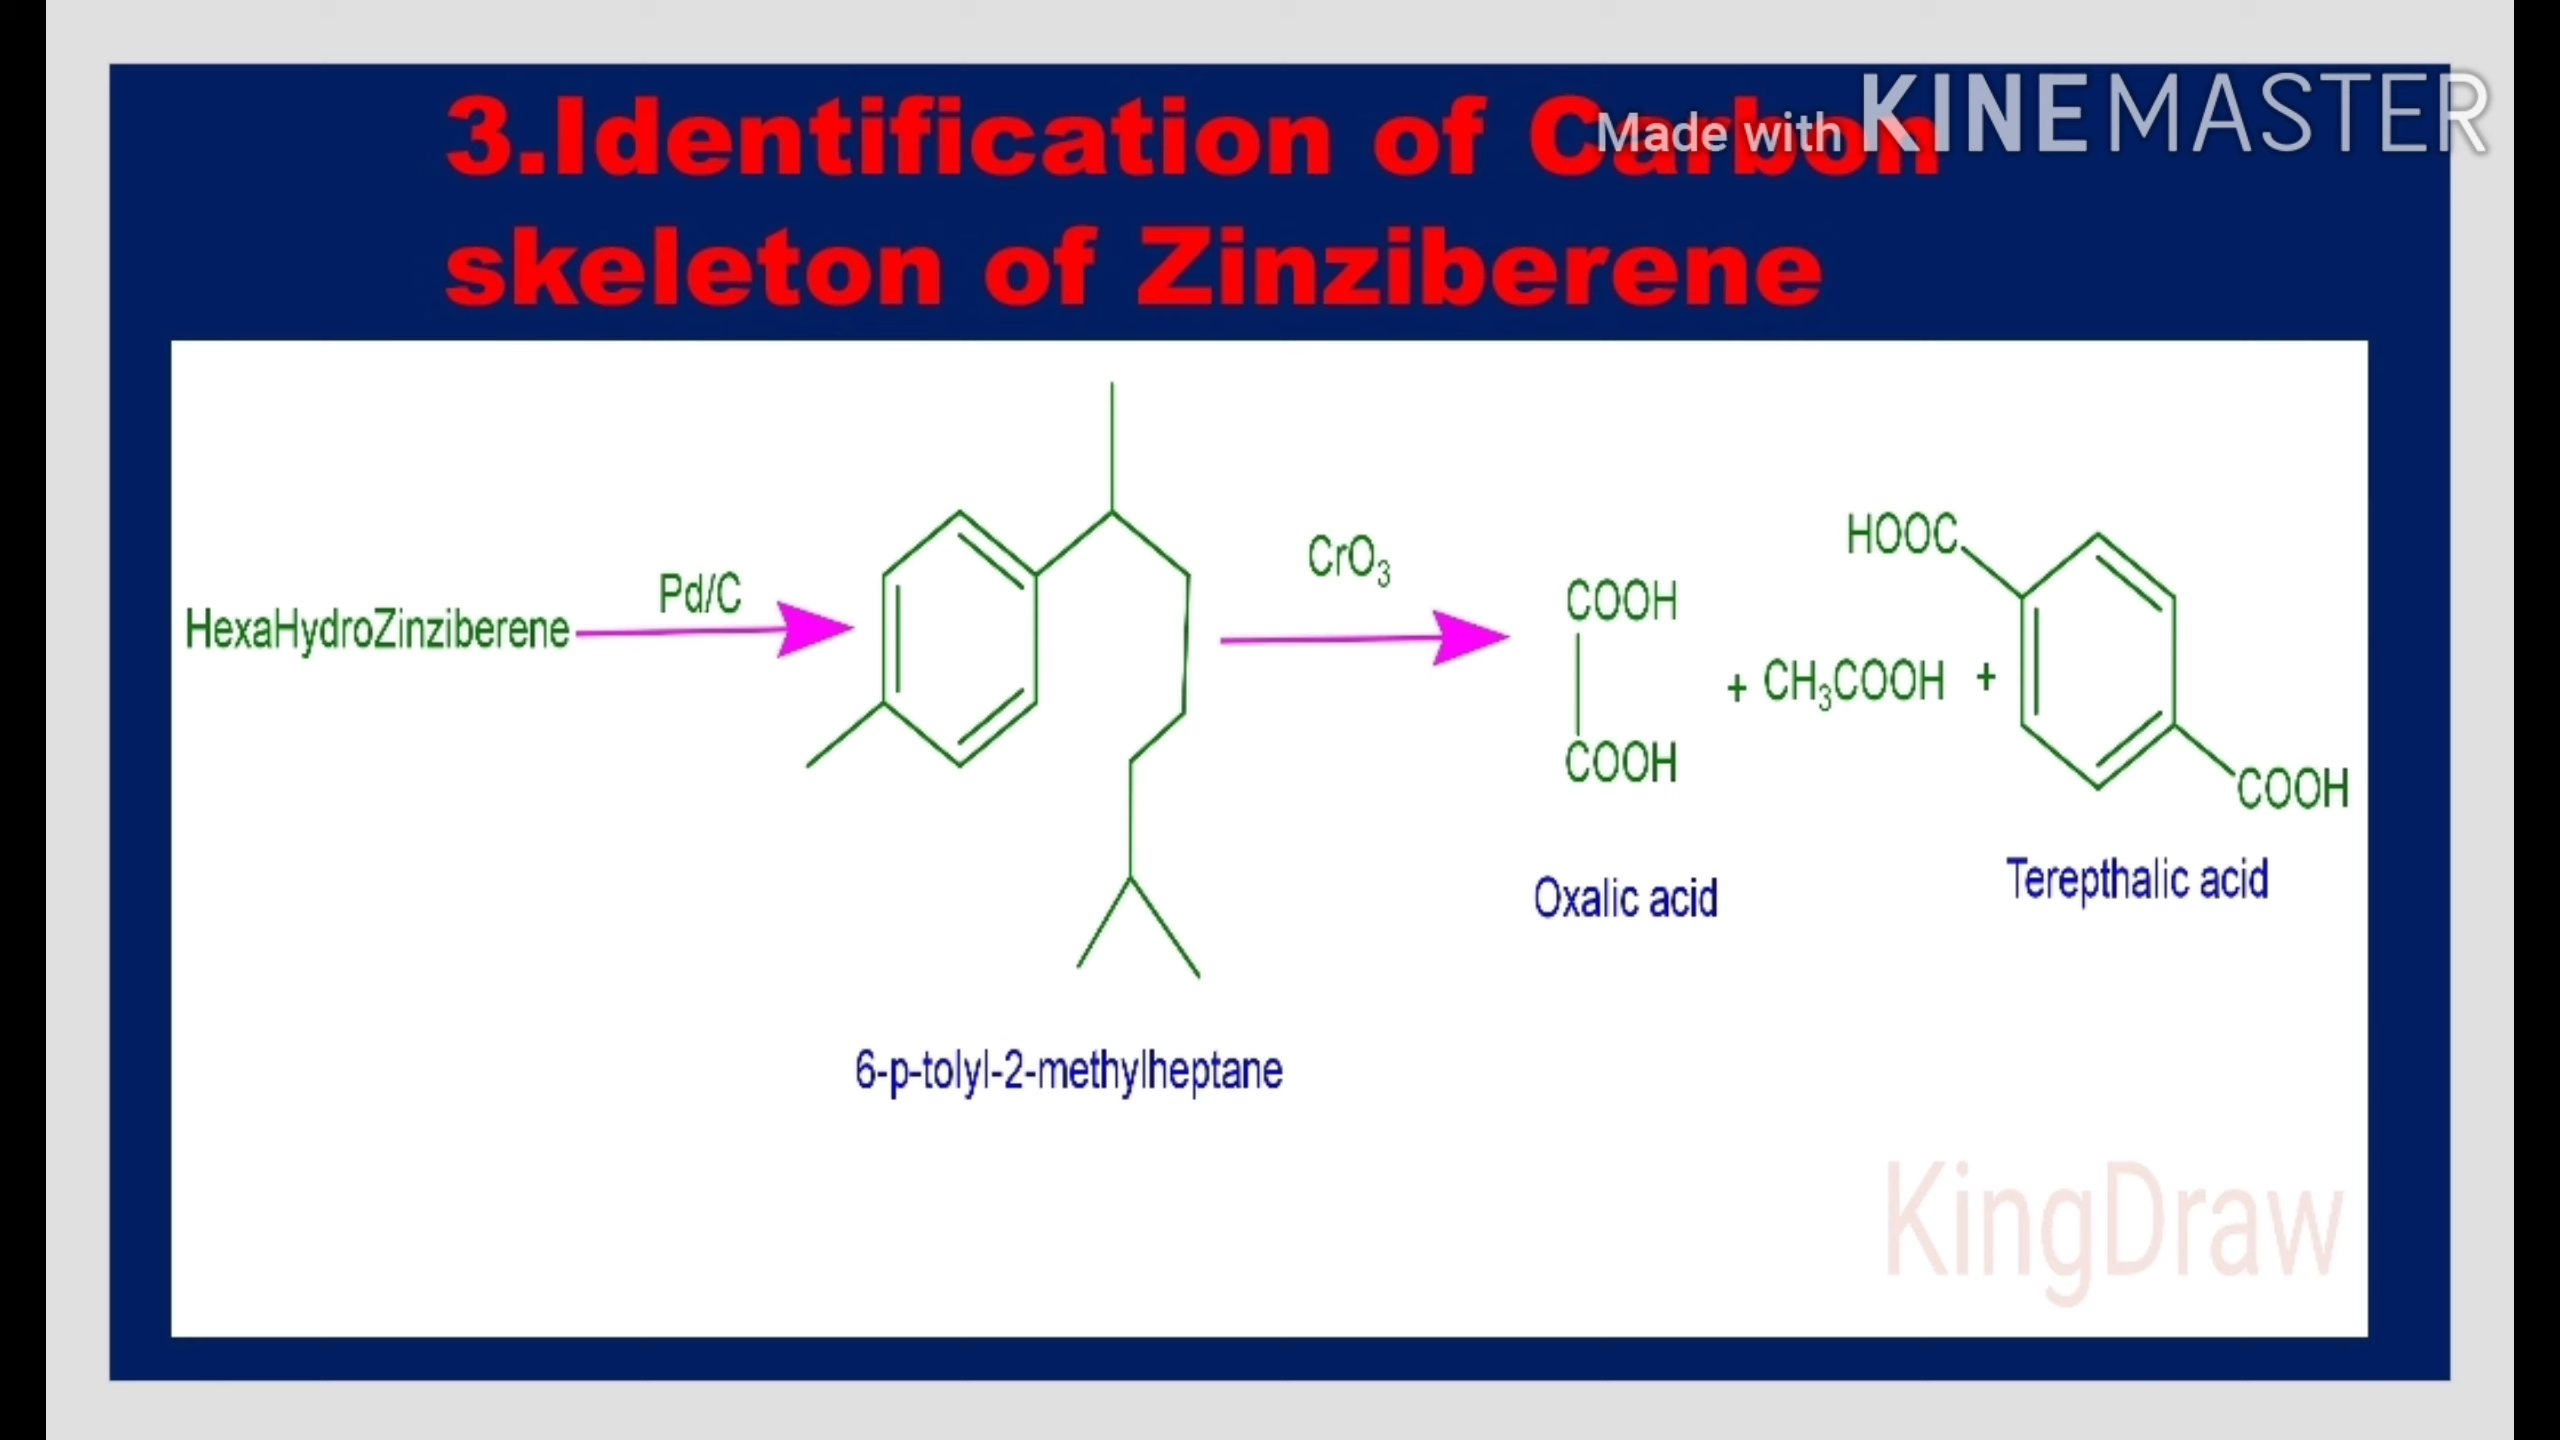 3.Identification of Carbon
Made with KINEMASTER
skeleton of Zinziberene
HexaHydroZinziberene
Pd/C
CrO3
COOH
COOH
+ CH3COOH +
HOOC
COOH
Oxalic acid
Terepthalic acid
6-p-tolyl-2-methylheptane
KingDraw